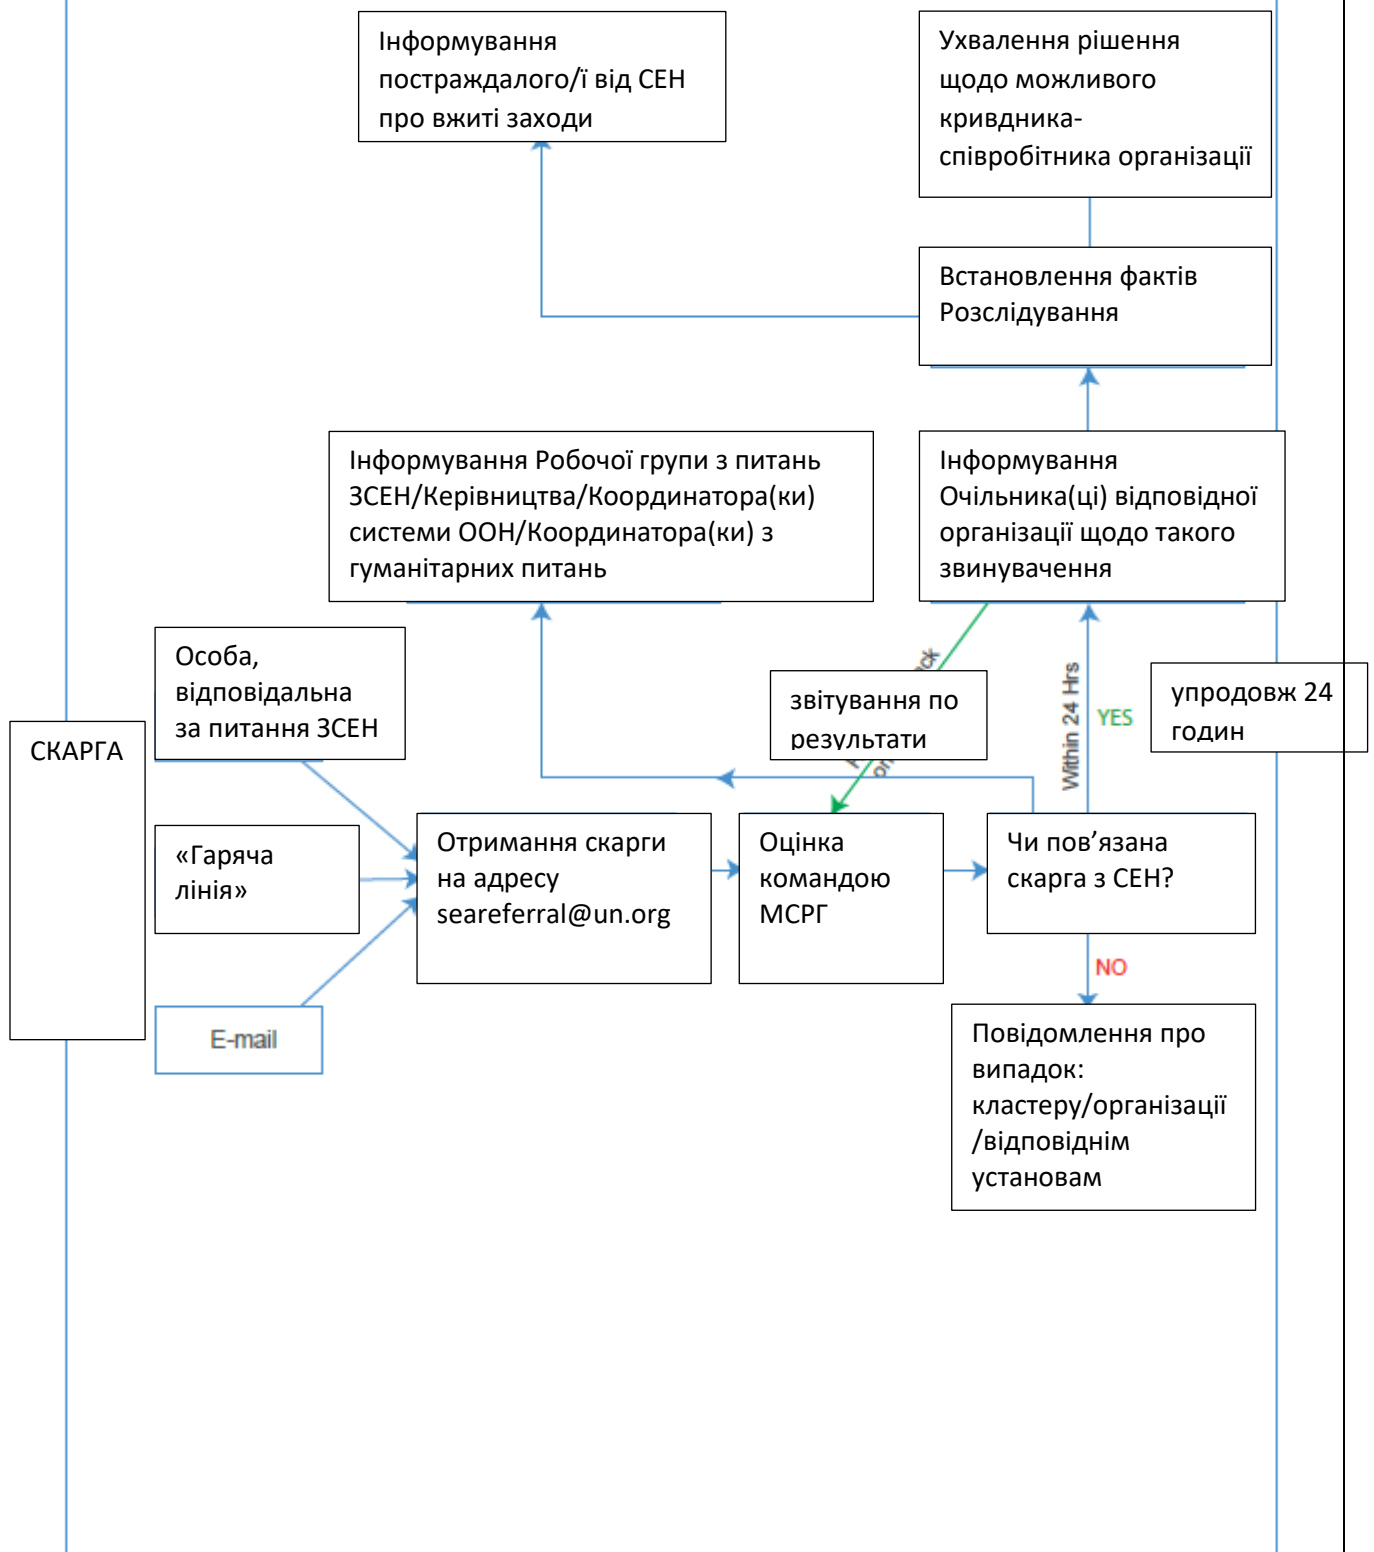 Інформування
постраждалого/ї від СЕН
про вжиті заходи
Ухвалення рішення
щодо можливого
кривдника-
співробітника організації
Встановлення фактів
Розслідування
Інформування Робочої групи з питань
ЗСЕН/Керівництва/Координатора(ки)
системи ООН/Координатора(ки) з
гуманітарних питань
Інформування
Очільника(ці) відповідної
організації щодо такого
звинувачення
Особа,
відповідальна
за питання ЗСЕН
звітування по
результати
Within 24 Hrs
YES
упродовж 24
годин
СКАРГА
«Гаряча
лінія»
Отримання скарги
на адресу
seareferral@un.org
Оцінка
командою
МСРГ
Чи пов’язана
скарга з СЕН?
NO
E-mail
Повідомлення про
випадок:
кластеру/організації
/відповіднім
установам